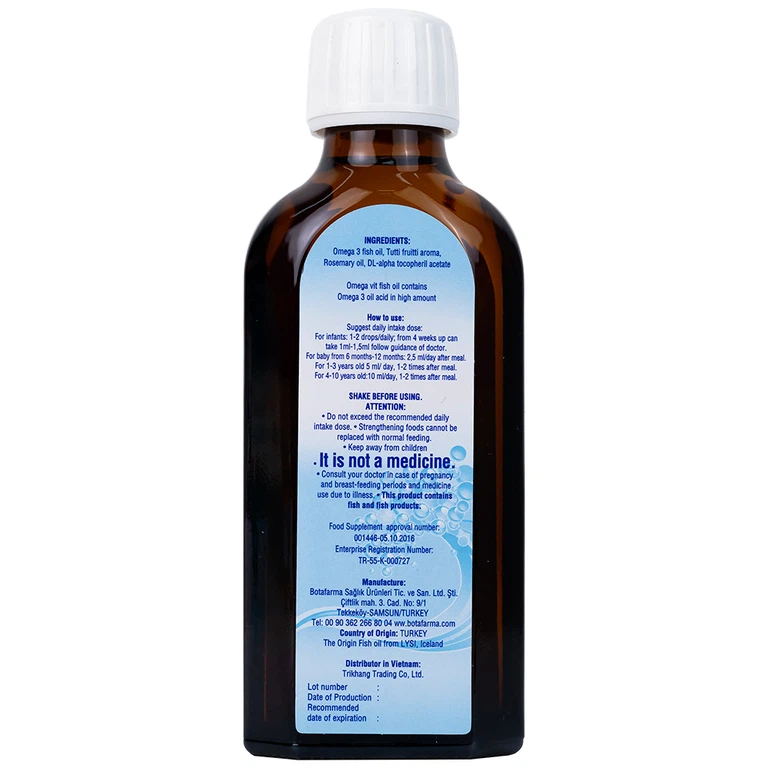 INGREDIENTS:
Omega 3 fish oil, Tutti fruitti aroma,
Rosemary oil, DL-alpha tocopheril acetate
Omega vit fish oil contains
Omega 3 oil acid in high amount
How to use:
Suggest daily intake dose:
For infants: 1-2 drops/daily; from 4 weeks up can
take 1ml-1,5ml follow guidance of doctor.
For baby from 6 months-12 months: 2,5 ml/day after meal.
For 1-3 years old 5 ml/ day, 1-2 times after meal.
For 4-10 years old:10 ml/day, 1-2 times after meal.
SHAKE BEFORE USING.
ATTENTION:
• Do not exceed the recommended daily
intake dose. • Strengthening foods cannot be
replaced with normal feeding.
• Keep away from children
• It is not a medicine.
• Consult your doctor in case of pregnancy
and breast-feeding periods and medicine
use due to illness. • This product contains
fish and fish products.
Food Supplement approval number:
001446-05.10.2016
Enterprise Registration Number:
TR-55-K-000727
Manufacture:
Botafarma Sağlık Ürünleri Tic. ve San. Ltd. Şti.
Çiftlik mah. 3. Cad. No: 9/1
Tekkeköy-SAMSUN/TURKEY
Tel: 00 90 362 266 80 04 ww.botafarma.com
Country of Origin: TURKEY
The Origin Fish oil from LYSI, Iceland
Distributor in Vietnam:
Trikhang Trading Co, Ltd.
Lot number :
Date of Production :
Recommended
date of expiration :